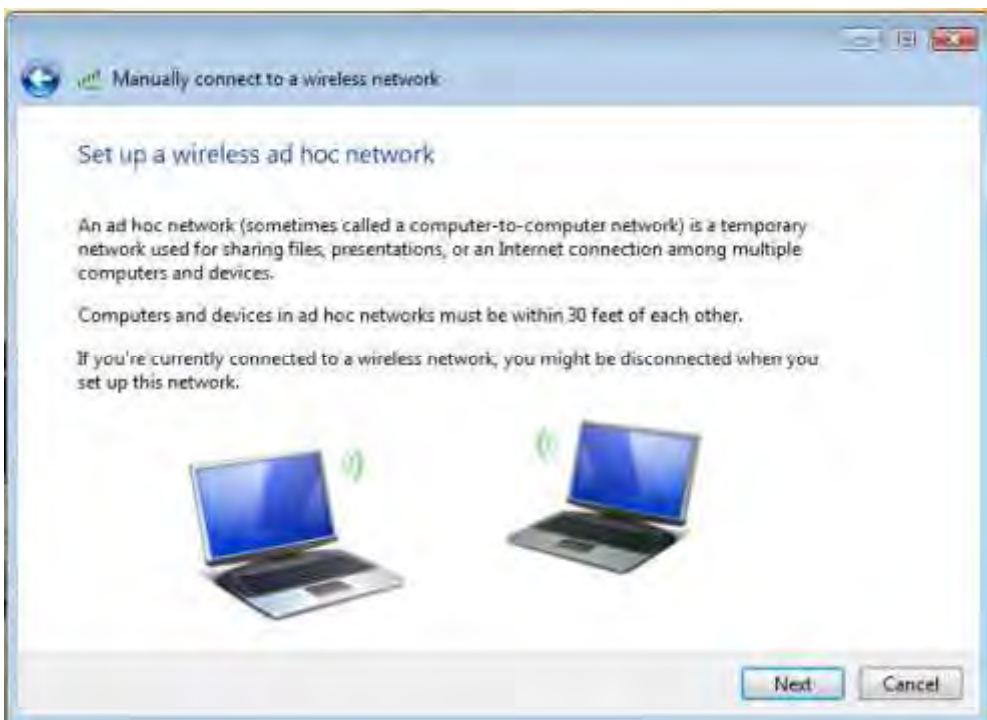 Manually connect to a wireless network
Set up a wireless ad hoc network
An ad hoc network (sometimes called a computer-to-computer network) is a temporary
network used for sharing files, presentations, or an Internet connection among multiple
computers and devices.
Computers and devices in ad hoc networks must be within 30 feet of each other.
If you're currently connected to a wireless network, you might be disconnected when you
set up this network.
Next
Cancel